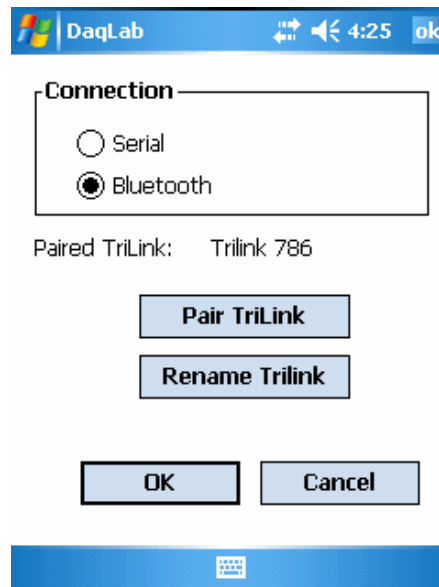 DaqLab 4:25 ok
Connection
Serial
Bluetooth
Paired TriLink: Trilink 786
Pair TriLink
Rename Trilink
OK Cancel